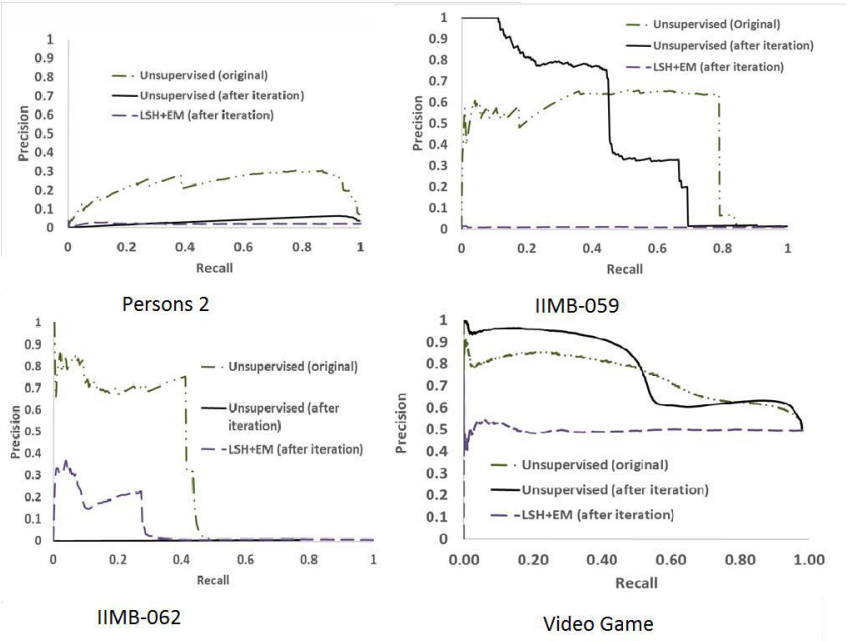 1
0.9
0.8
0.7
0.6
0.5
0.4
0.3
0.2
0.1
0
Precision
Unsupervised (original)
Unsupervised (after iteration)
LSH+EM (after iteration)
0 0.2 0.4 0.6 0.8 1
Recall
Persons 2
1
0.9
0.8
0.7
0.6
0.5
0.4
0.3
0.2
0.1
0
Precision
Unsupervised (Original)
Unsupervised (after iteration)
LSH+EM (after iteration)
0 0.2 0.4 0.6 0.8 1
Recall
IIMB-059
1
0.9
0.8
0.7
0.6
0.5
0.4
0.3
0.2
0.1
0
Precision
Unsupervised (original)
Unsupervised (after
iteration)
LSH+EM (after iteration)
0 0.2 0.4 0.6 0.8 1
Recall
IIMB-062
1
0.9
0.8
0.7
0.6
0.5
0.4
0.3
0.2
0.1
0
Precision
Unsupervised (original)
Unsupervised (after iteration)
LSH+EM (after iteration)
0.00 0.20 0.40 0.60 0.80 1.00
Recall
Video Game